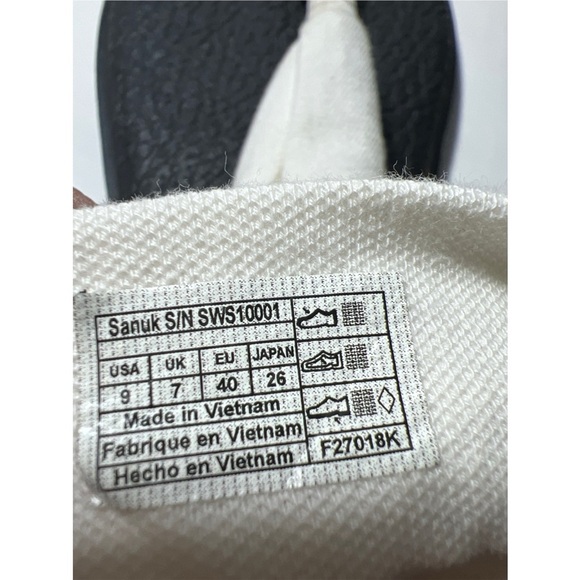 Sanuk S/N SWS10001
USA UK EU JAPAN
9 7 40 26
Made in Vietnam
Fabrique en Vietnam
Hecho en Vietnam
F27018K